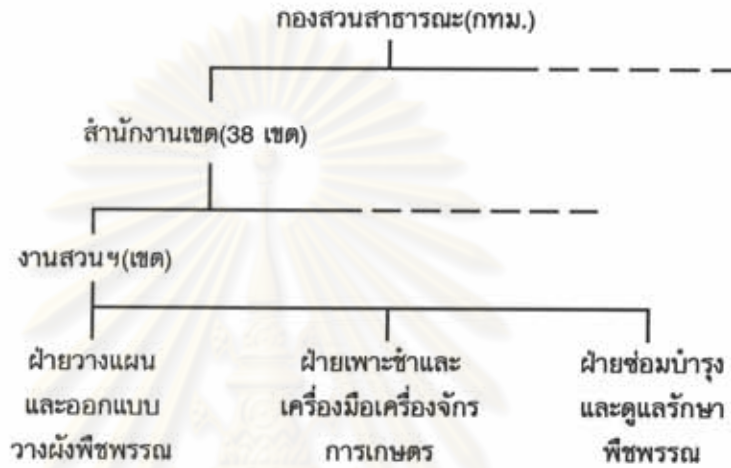 กองสวนสาธารณะ(กทม.)
สำนักงานเขต(38 เขต)
งานสวนฯ(เขต)
ฝ่ายวางแผน
และออกแบบ
วางผังพืชพรรณ
ฝ่ายเพาะชำและ
เครื่องมือเครื่องจักร
การเกษตร
ฝ่ายซ่อมบำรุง
และดูแลรักษา
พืชพรรณ